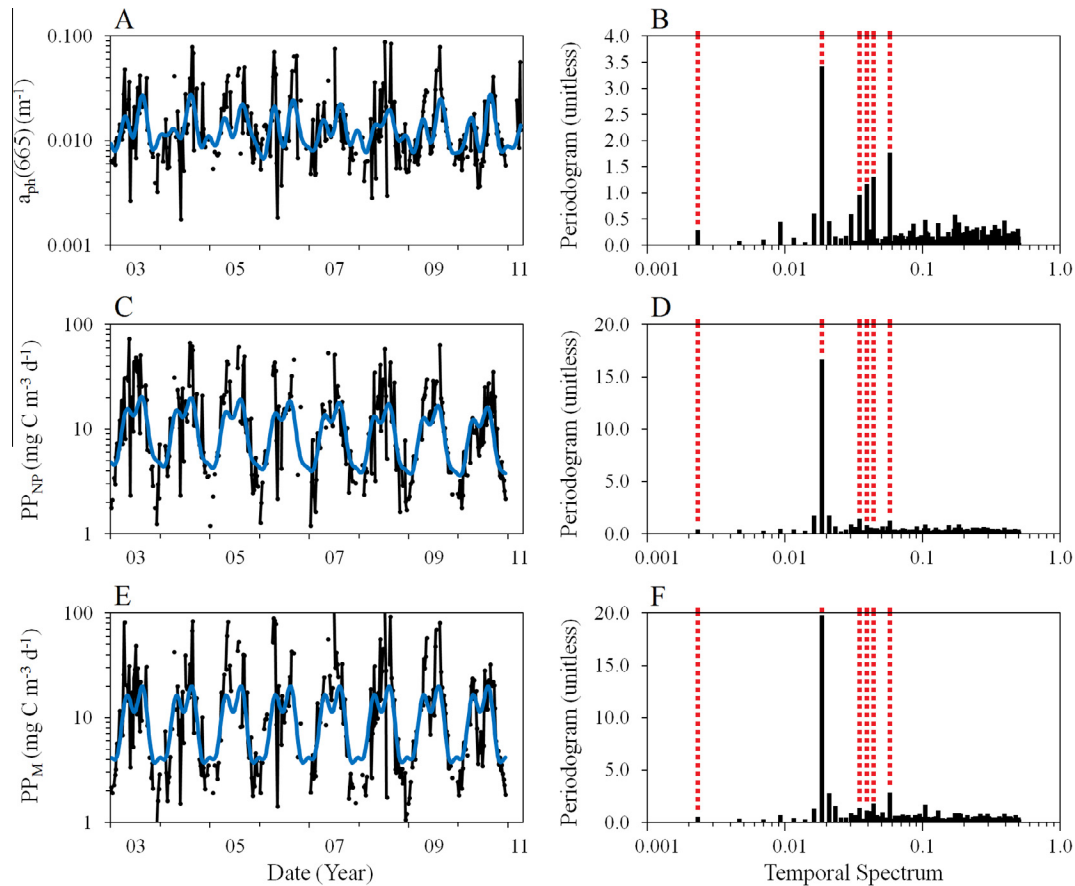 A
a_ph(665) (m⁻¹)
0.100
0.010
0.001
03 05 07 09 11
B
Periodogram (unitless)
4.0
3.5
3.0
2.5
2.0
1.5
1.0
0.5
0.0
0.001 0.01 0.1 1.0
C
PP_NP (mg C m⁻³ d⁻¹)
100
10
1
03 05 07 09 11
D
Periodogram (unitless)
20.0
15.0
10.0
5.0
0.0
0.001 0.01 0.1 1.0
E
PP_M (mg C m⁻³ d⁻¹)
100
10
1
03 05 07 09 11
Date (Year)
F
Periodogram (unitless)
20.0
15.0
10.0
5.0
0.0
0.001 0.01 0.1 1.0
Temporal Spectrum